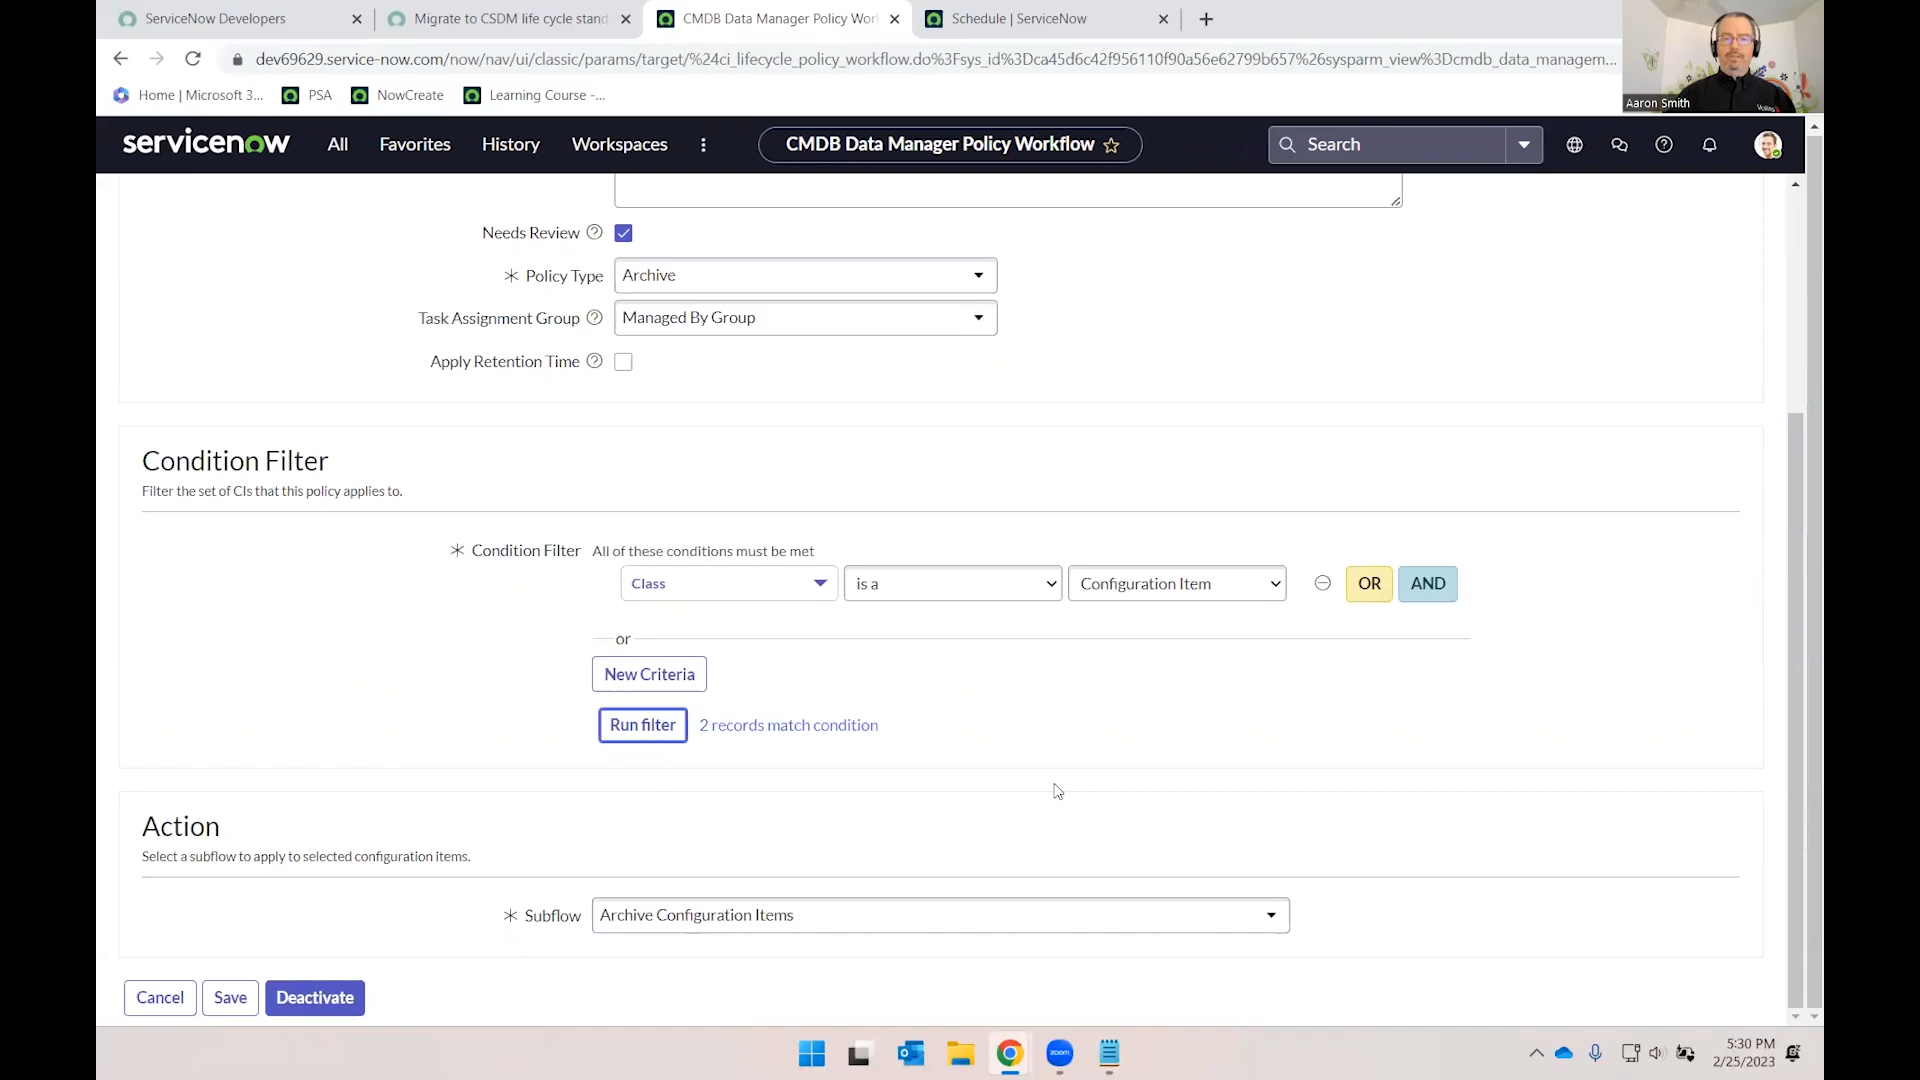 ServiceNow Developers
Migrate to CSDM life cycle stand
CMDB Data Manager Policy Wor
Schedule | ServiceNow
dev69629.service-now.com/now/nav/ui/classic/params/target/%24ci_lifecycle_policy_workflow.do%3Fsys_id%3Dca45d6c42f956110f90a56e62799b657%26sysparm_view%3Dcmdb_data_managem...
Home | Microsoft 3...
PSA
NowCreate
Learning Course -...
Aaron Smith
servicenow
All
Favorites
History
Workspaces
CMDB Data Manager Policy Workflow
Search
Needs Review
Policy Type
Archive
Task Assignment Group
Managed By Group
Apply Retention Time
Condition Filter
Filter the set of CIs that this policy applies to.
Condition Filter
All of these conditions must be met
Class
is a
Configuration Item
OR
AND
or
New Criteria
Run filter
2 records match condition
Action
Select a subflow to apply to selected configuration items.
Subflow
Archive Configuration Items
Cancel
Save
Deactivate
zoom
5:30 PM
2/25/2023